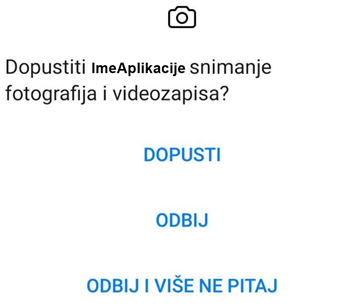 Dopustiti ImeAplikacije snimanje
fotografija i videozapisa?
DOPUSTI
ODBIJ
ODBIJ I VIŠE NE PITAJ